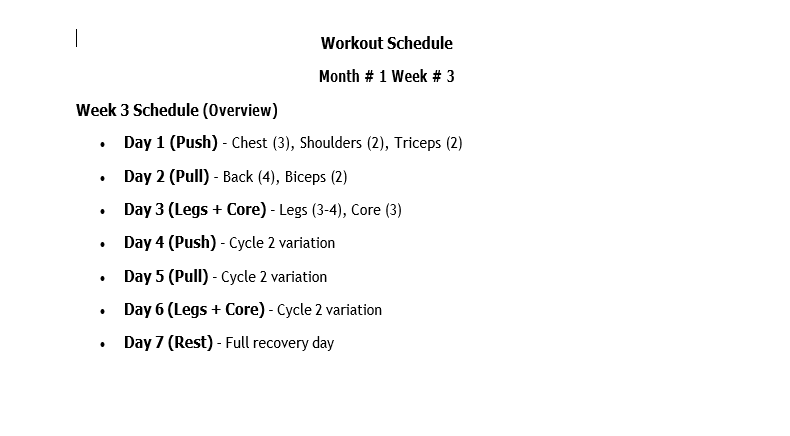 Workout Schedule
Month # 1 Week # 3
Week 3 Schedule (Overview)
• Day 1 (Push) - Chest (3), Shoulders (2), Triceps (2)
• Day 2 (Pull) - Back (4), Biceps (2)
• Day 3 (Legs + Core) - Legs (3-4), Core (3)
• Day 4 (Push) - Cycle 2 variation
• Day 5 (Pull) - Cycle 2 variation
• Day 6 (Legs + Core) - Cycle 2 variation
• Day 7 (Rest) - Full recovery day